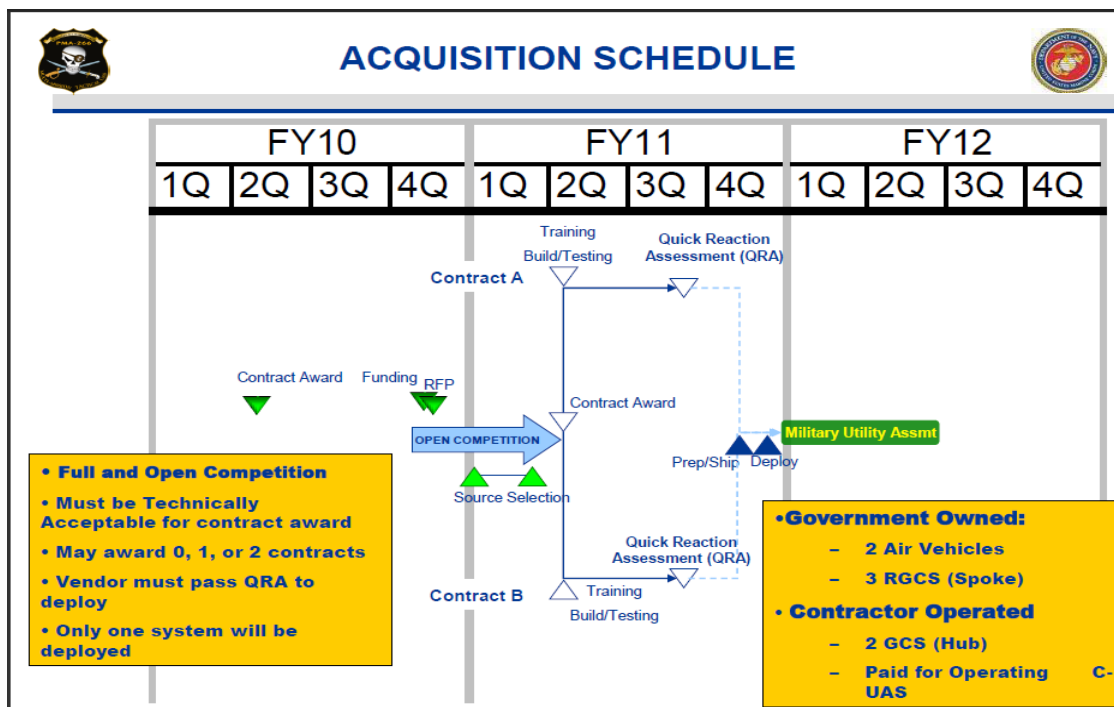 PMA-266
ACQUISITION SCHEDULE
FY10 FY11 FY12
1Q 2Q 3Q 4Q 1Q 2Q 3Q 4Q 1Q 2Q 3Q 4Q
Training
Build/Testing
Quick Reaction
Assessment (QRA)
Contract A
Contract Award
Funding
RFP
Contract Award
OPEN COMPETITION
Military Utility Assmt
Prep/Ship
Deploy
Source Selection
• Full and Open Competition
• Must be Technically
Acceptable for contract award
• May award 0, 1, or 2 contracts
• Vendor must pass QRA to
deploy
• Only one system will be
deployed
Quick Reaction
Assessment (QRA)
Contract B
Training
Build/Testing
•Government Owned:
– 2 Air Vehicles
– 3 RGCS (Spoke)
• Contractor Operated
– 2 GCS (Hub)
– Paid for Operating C-
UAS